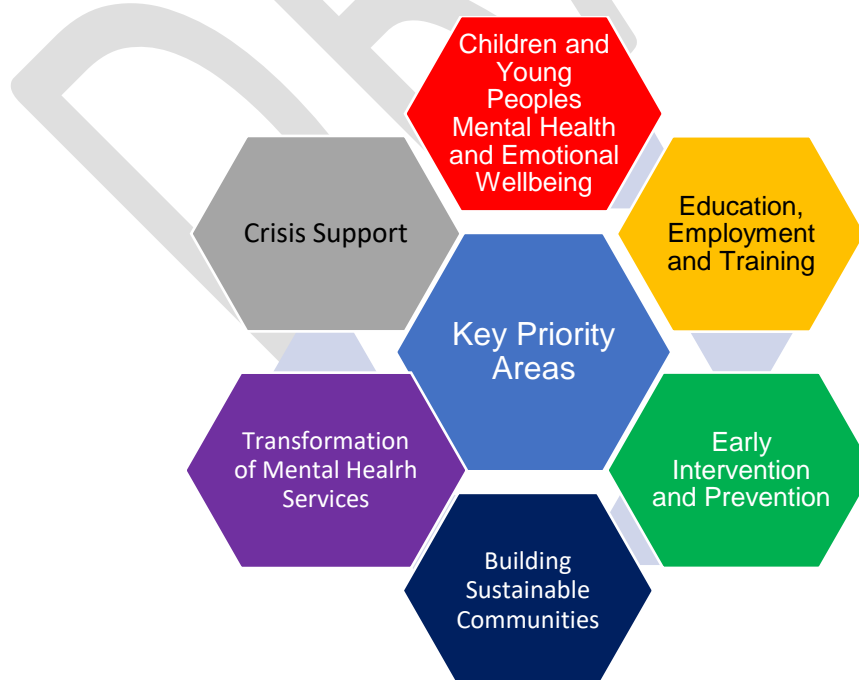 Children and
Young
Peoples
Mental Health
and Emotional
Wellbeing
Education,
Employment
and Training
Crisis Support
Key Priority
Areas
Early
Intervention
and Prevention
Transformation
of Mental Healrh
Services
Building
Sustainable
Communities